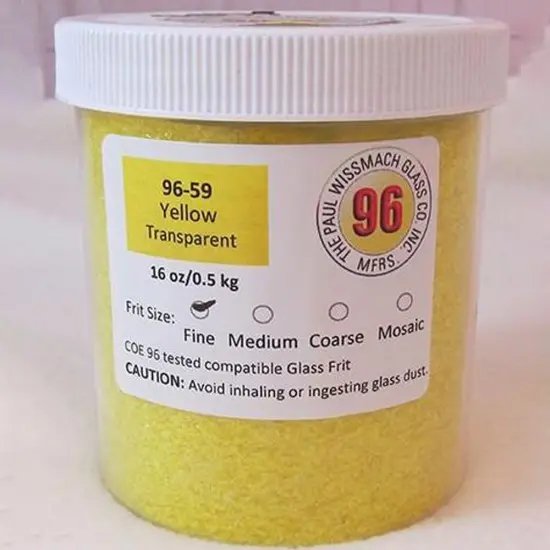 96-59
Yellow
Transparent
THE PAUL WISSMACH GLASS CO. INC.
96
MFRS.
16 oz/0.5 kg
Frit Size:
Fine Medium Coarse Mosaic
COE 96 tested compatible Glass Frit
CAUTION: Avoid inhaling or ingesting glass dust.